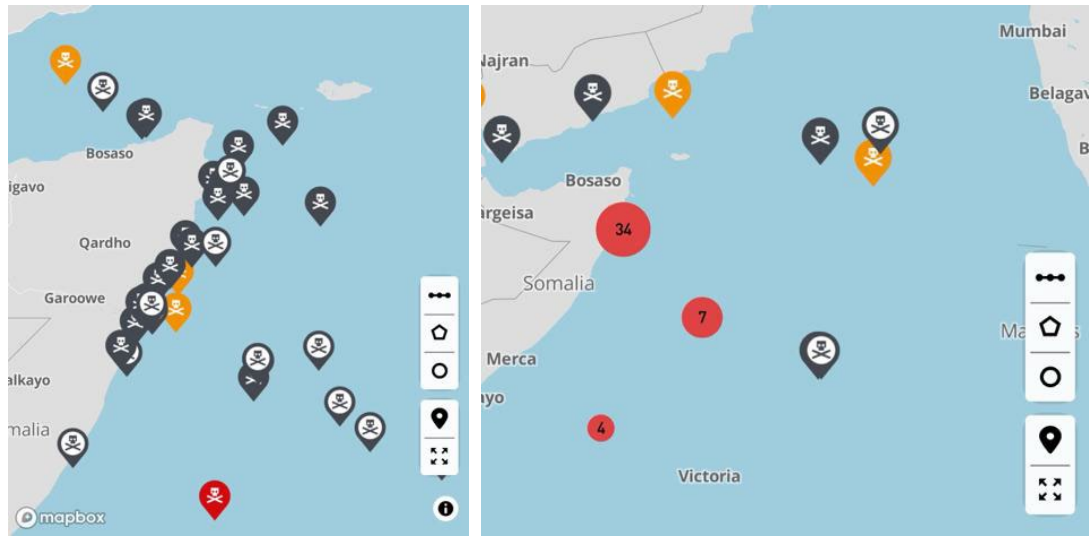 Bosaso
igavo
Qardho
Garoowe
alkayo
malia
mapbox
Mumbai
Najran
Belagav
B
Bosaso
argeisa
34
Somalia
7
Ma s
Merca
ayo
4
Victoria